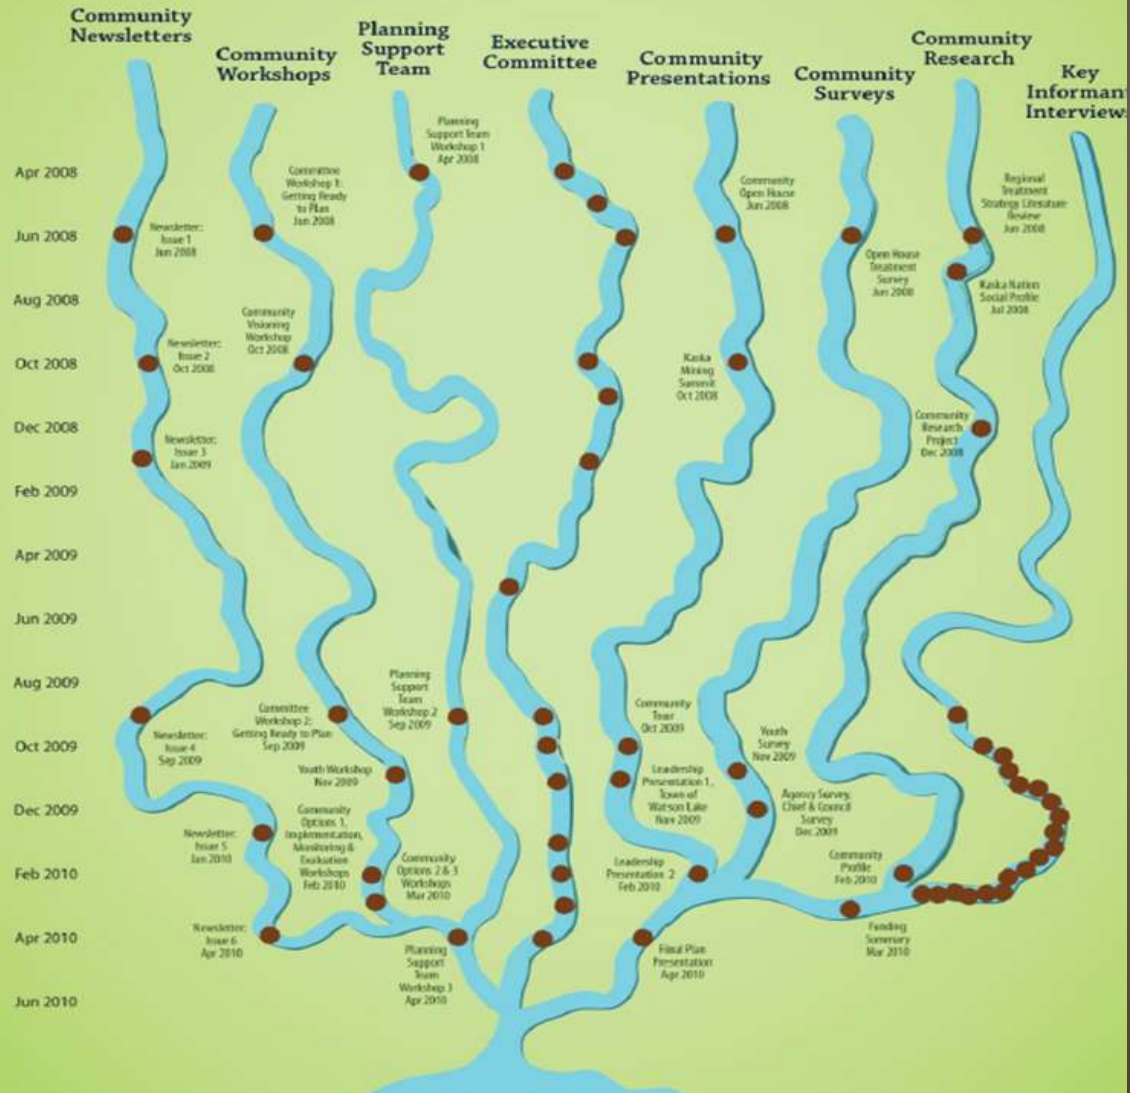 Community
Newsletters
Community
Workshops
Planning
Support
Team
Executive
Committee
Community
Presentations
Community
Surveys
Community
Research
Key
Informan
Interview
Apr 2008
Jun 2008
Aug 2008
Oct 2008
Dec 2008
Feb 2009
Apr 2009
Jun 2009
Aug 2009
Oct 2009
Dec 2009
Feb 2010
Apr 2010
Jun 2010
Newsletter:
Issue 1
Jun 2008
Newsletter:
Issue 2
Oct 2008
Newsletter:
Issue 3
Jan 2009
Newsletter:
Issue 4
Sep 2009
Newsletter:
Issue 5
Jan 2010
Newsletter:
Issue 6
Apr 2010
Committee
Workshop 1:
Getting Ready
to Plan
Jun 2008
Community
Visioning
Workshop
Oct 2008
Committee
Workshop 2:
Getting Ready to Plan
Sep 2009
Youth Workshop
Nov 2009
Community
Options 1,
Implementation,
Monitoring &
Evaluation
Workshops
Feb 2010
Community
Options 2 & 3
Workshops
Mar 2010
Planning
Support Team
Workshop 1
Apr 2008
Planning
Support
Team
Workshop 2
Sep 2009
Planning
Support
Team
Workshop 3
Apr 2010
Community
Open House
Jun 2008
Kaska
Mining
Summit
Oct 2008
Community
Tour
Oct 2009
Leadership
Presentation 1,
Town of
Watson Lake
Nov 2009
Leadership
Presentation 2
Feb 2010
Final Plan
Presentation
Apr 2010
Open House
Treatment
Survey
Jun 2008
Youth
Survey
Nov 2009
Agency Survey,
Chief & Council
Survey
Dec 2009
Regional
Treatment
Strategy Literature
Review
Jun 2008
Kaska Nation
Social Profile
Jul 2008
Community
Research
Project
Dec 2008
Community
Profile
Feb 2010
Funding
Summary
Mar 2010